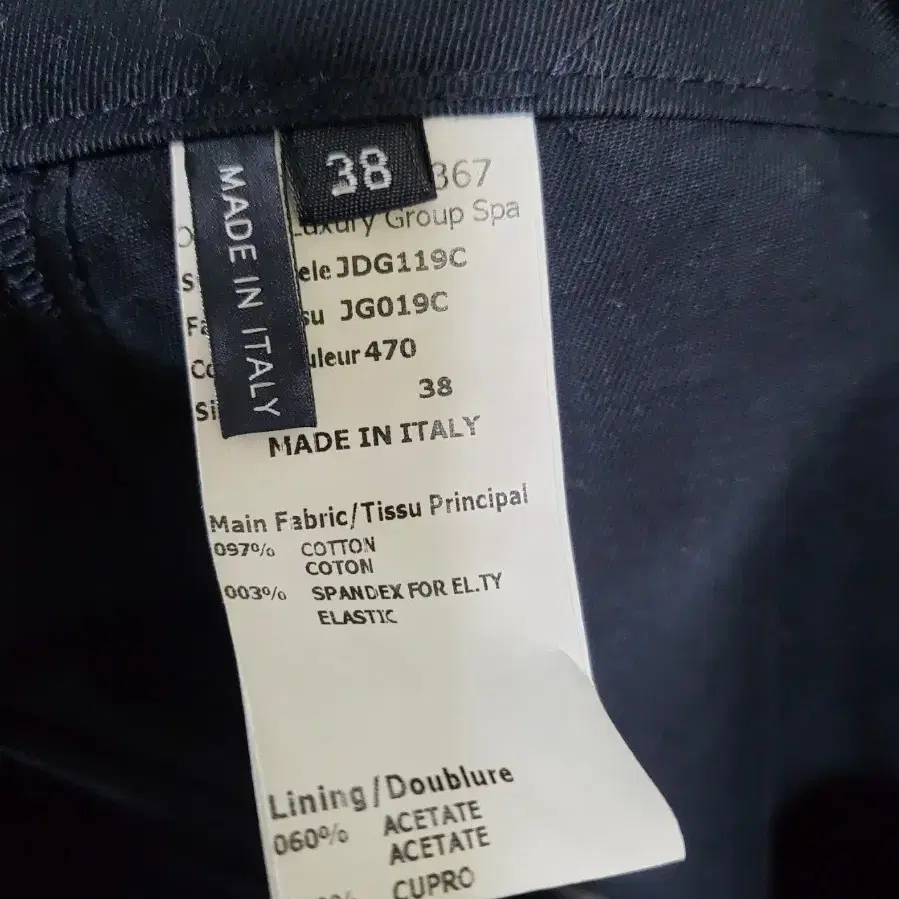 MADE IN ITALY
38
367
Luxury Group Spa
ele JDG119C
su JG019C
uleur 470
38
MADE IN ITALY
Main Fabric/Tissu Principal
097% COTTON
COTON
003% SPANDEX FOR EL.TY
ELASTIC
Lining/Doublure
060% ACETATE
ACETATE
CUPRO